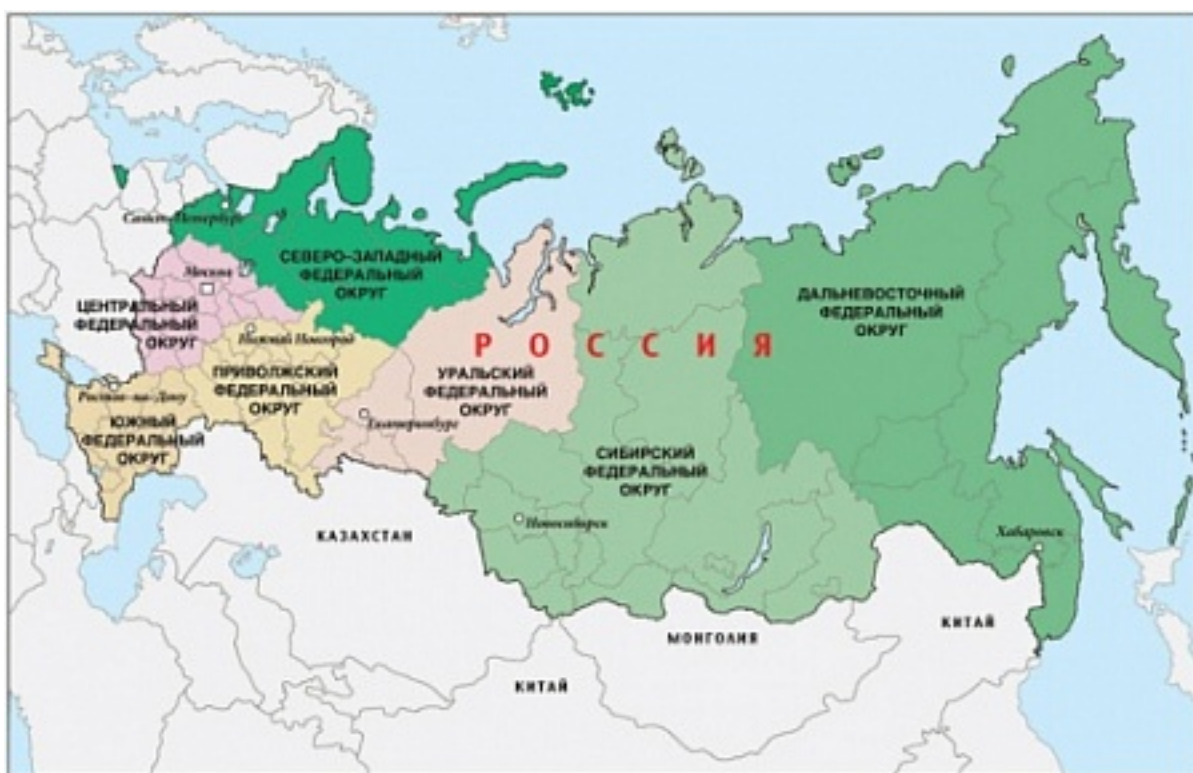 Санкт-Петербург
СЕВЕРО-ЗАПАДНЫЙ
ФЕДЕРАЛЬНЫЙ
ОКРУГ
Москва
ЦЕНТРАЛЬНЫЙ
ФЕДЕРАЛЬНЫЙ
ОКРУГ
Нижний Новгород
ПРИВОЛЖСКИЙ
ФЕДЕРАЛЬНЫЙ
ОКРУГ
Ростов-на-Дону
ЮЖНЫЙ
ФЕДЕРАЛЬНЫЙ
ОКРУГ
РОССИЯ
УРАЛЬСКИЙ
ФЕДЕРАЛЬНЫЙ
ОКРУГ
Екатеринбург
ДАЛЬНЕВОСТОЧНЫЙ
ФЕДЕРАЛЬНЫЙ
ОКРУГ
СИБИРСКИЙ
ФЕДЕРАЛЬНЫЙ
ОКРУГ
Новосибирск
Хабаровск
КАЗАХСТАН
МОНГОЛИЯ
КИТАЙ
КИТАЙ